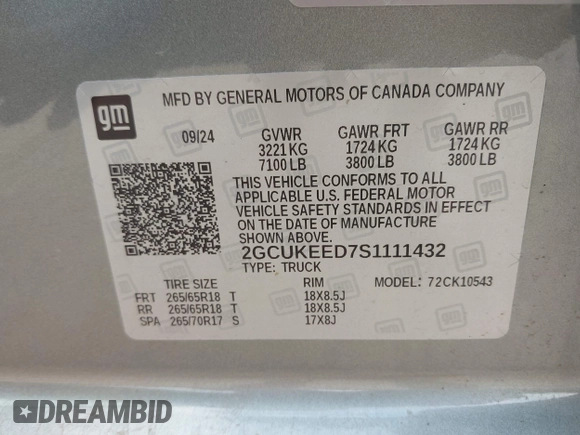 gm
MFD BY GENERAL MOTORS OF CANADA COMPANY
09/24 GVWR GAWR FRT GAWR RR
3221 KG 1724 KG 1724 KG
7100 LB 3800 LB 3800 LB
THIS VEHICLE CONFORMS TO ALL
APPLICABLE U.S. FEDERAL MOTOR
VEHICLE SAFETY STANDARDS IN EFFECT
ON THE DATE OF MANUFACTURE
SHOWN ABOVE.
2GCUKEED7S1111432
TYPE: TRUCK MODEL: 72CK10543
TIRE SIZE RIM
FRT 265/65R18 T 18X8.5J
RR 265/65R18 T 18X8.5J
SPA 265/70R17 S 17X8J
DREAMBID